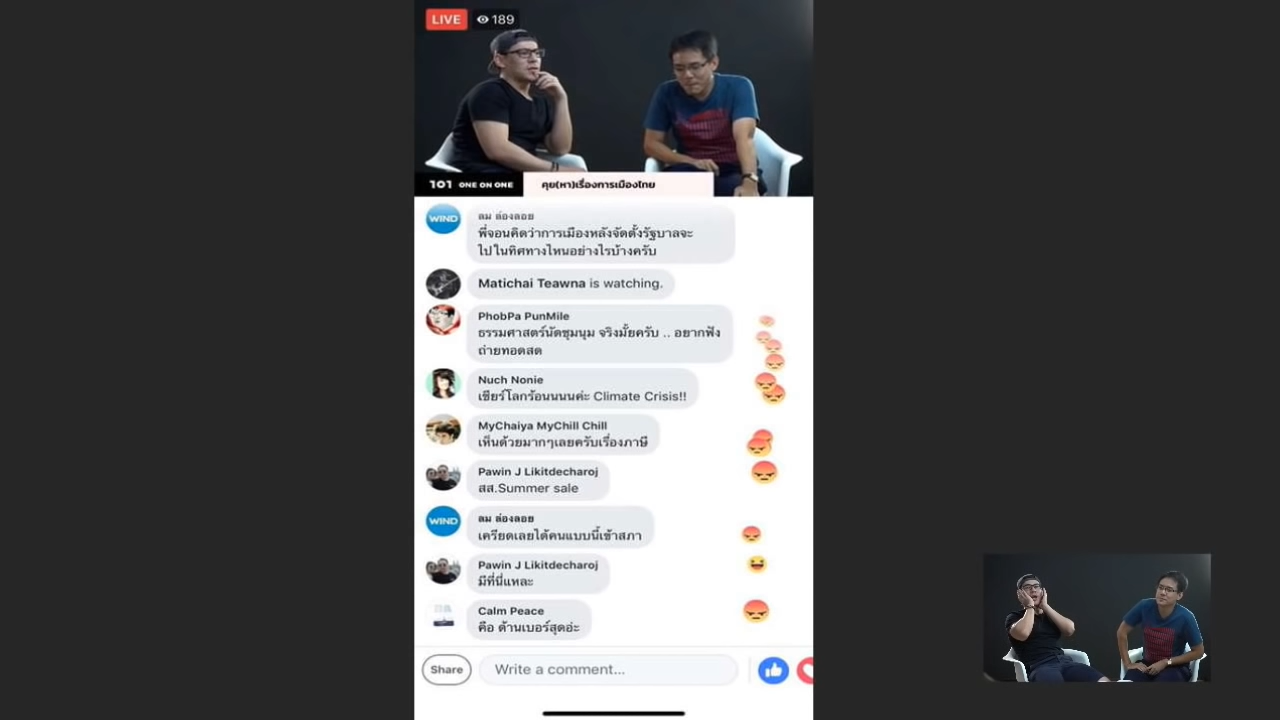 LIVE 189
101 ONE ON ONE คุย(หา)เรื่องการเมืองไทย
WIND
ลม ล่องลอย
พี่จอนคิดว่าการเมืองหลังจัดตั้งรัฐบาลจะ
ไปในทิศทางไหนอย่างไรบ้างครับ
Matichai Teawna is watching.
PhobPa PunMile
ธรรมศาสตร์นัดชุมนุม จริงมั้ยครับ .. อยากฟัง
ถ่ายทอดสด
Nuch Nonie
เชียร์โลกร้อนนนนค่ะ Climate Crisis!!
MyChaiya MyChill Chill
เห็นด้วยมากๆเลยครับเรื่องภาษี
Pawin J Likitdecharoj
สส.Summer sale
WIND
ลม ล่องลอย
เครียดเลยได้คนแบบนี้เข้าสภา
Pawin J Likitdecharoj
มีที่นี่แหละ
Calm Peace
คือ ด้านเบอร์สุดอ่ะ
Share Write a comment...